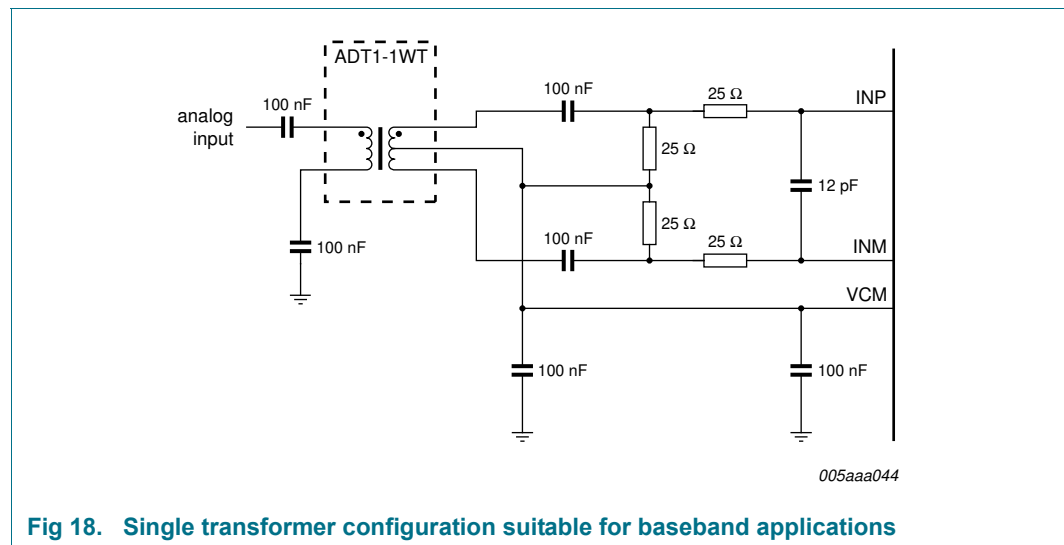 ADT1-1WT
100 nF
analog
input
100 nF
100 nF
25 Ω
INP
25 Ω
12 pF
25 Ω
100 nF
25 Ω
INM
VCM
100 nF
100 nF
005aaa044
Fig 18. Single transformer configuration suitable for baseband applications